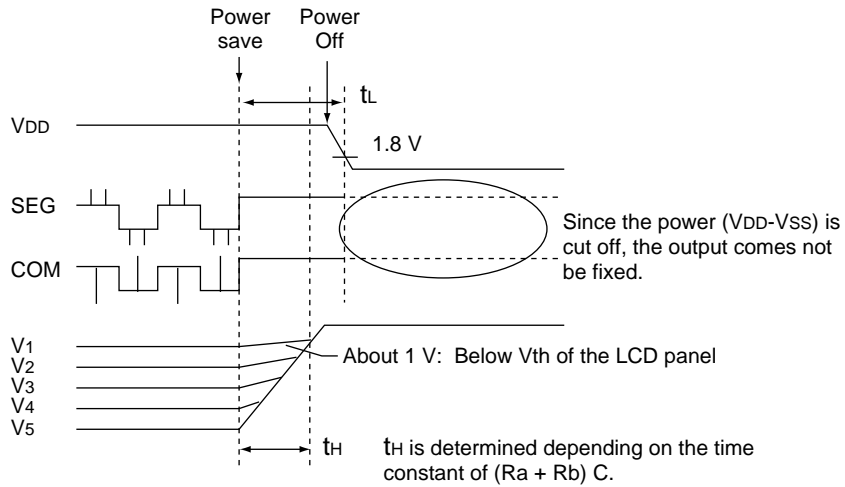 Power save
Power Off
tL
VDD
1.8 V
SEG
Since the power (VDD-VSS) is
cut off, the output comes not
be fixed.
COM
V1
About 1 V: Below Vth of the LCD panel
V2
V3
V4
V5
tH
tH is determined depending on the time
constant of (Ra + Rb) C.